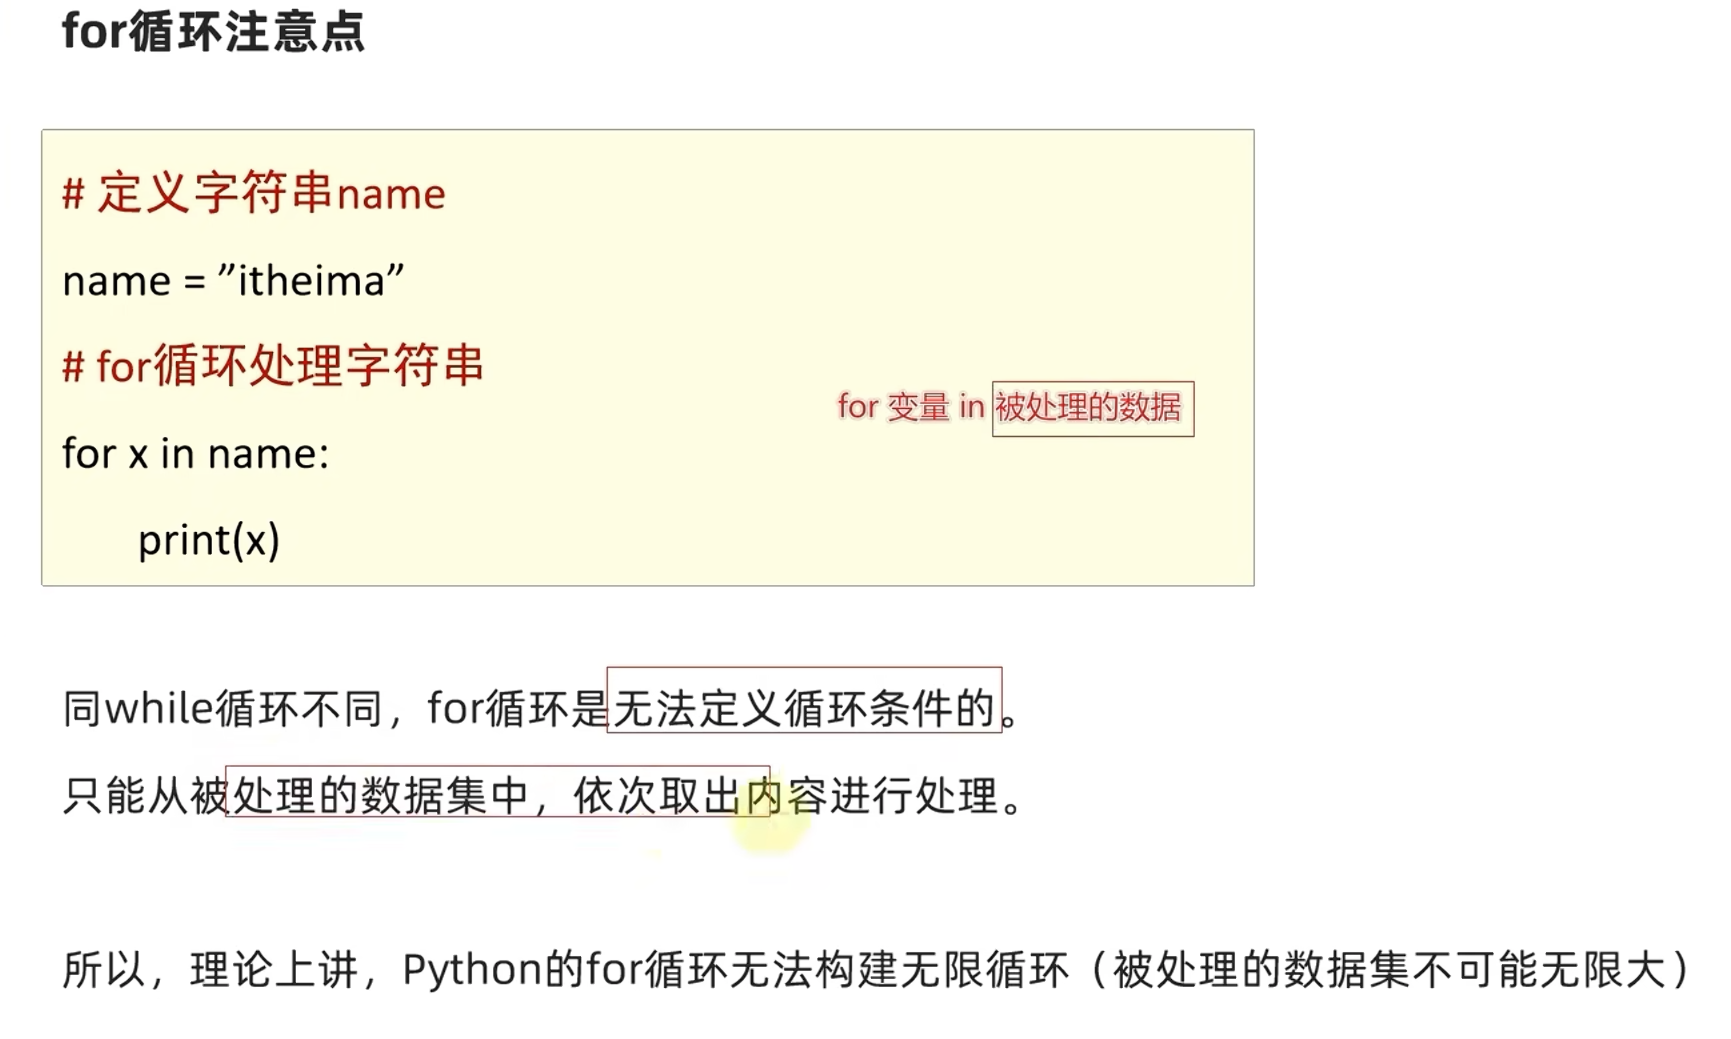 for循环注意点
# 定义字符串name
name = ”itheima”
# for循环处理字符串
for 变量 in 被处理的数据
for x in name:
print(x)
同while循环不同，for循环是无法定义循环条件的。
只能从被处理的数据集中，依次取出内容进行处理。
所以，理论上讲，Python的for循环无法构建无限循环（被处理的数据集不可能无限大）